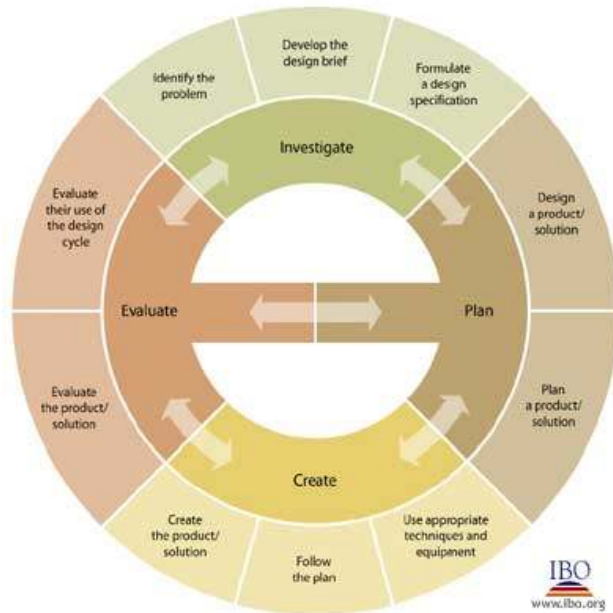 Identify the
problem
Develop the
design brief
Formulate
a design
specification
Investigate
Evaluate
their use of
the design
cycle
Design
a product/
solution
Evaluate
Plan
Evaluate
the product/
solution
Plan
a product/
solution
Create
Create
the product/
solution
Follow
the plan
Use appropriate
techniques and
equipment
IBO
www.ibo.org